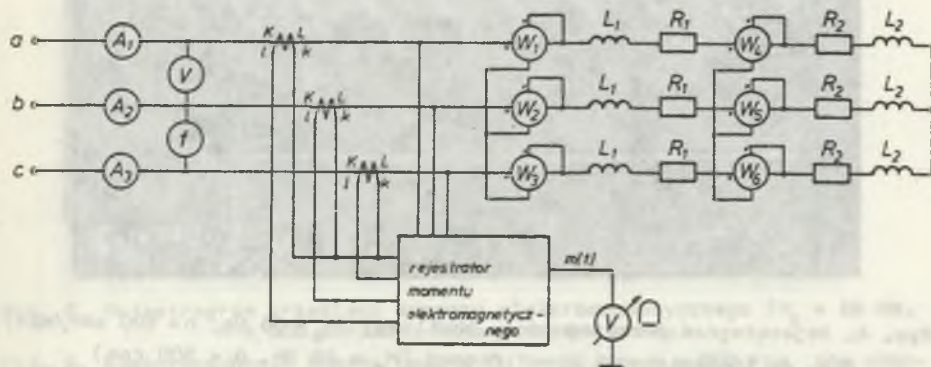 a A₁ K L l k W₁ L₁ R₁ W₄ R₂ L₂
V
b A₂ K L l k W₂ L₁ R₁ W₅ R₂ L₂
f
c A₃ K L l k W₃ L₁ R₁ W₆ R₂ L₂
rejestrator
momentu
elektromagnetycz-
nego
m(t)
V